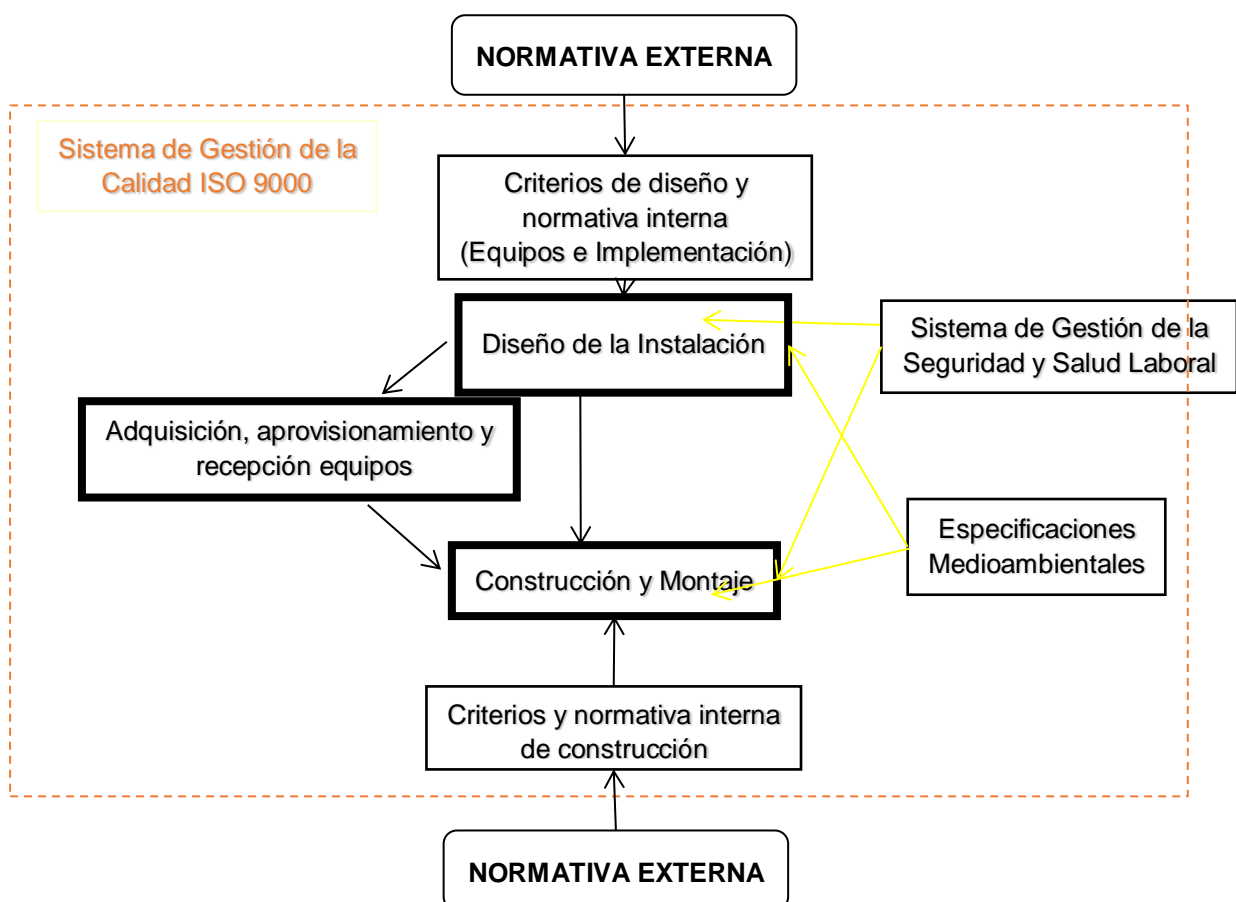 NORMATIVA EXTERNA
Sistema de Gestión de la
Calidad ISO 9000
Criterios de diseño y
normativa interna
(Equipos e Implementación)
Diseño de la Instalación
Sistema de Gestión de la
Seguridad y Salud Laboral
Adquisición, aprovisionamiento y
recepción equipos
Especificaciones
Medioambientales
Construcción y Montaje
Criterios y normativa interna
de construcción
NORMATIVA EXTERNA